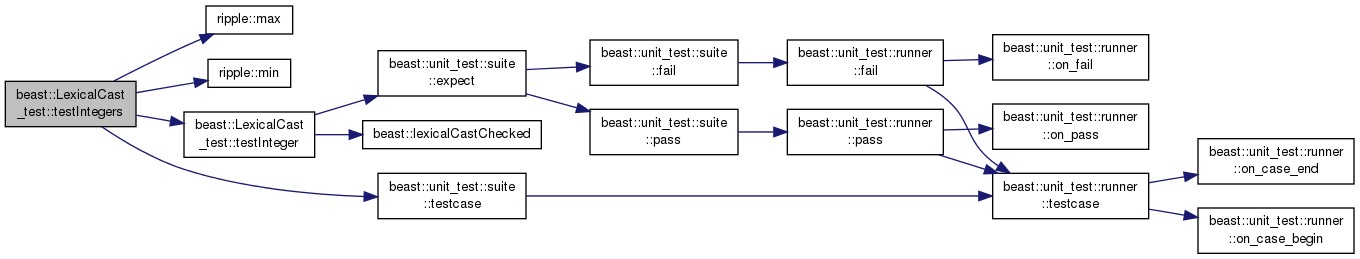 beast::LexicalCast
_test::testIntegers
ripple::max
ripple::min
beast::LexicalCast
_test::testInteger
beast::unit_test::suite
::expect
beast::lexicalCastChecked
beast::unit_test::suite
::testcase
beast::unit_test::suite
::fail
beast::unit_test::suite
::pass
beast::unit_test::runner
::fail
beast::unit_test::runner
::pass
beast::unit_test::runner
::on_fail
beast::unit_test::runner
::on_pass
beast::unit_test::runner
::testcase
beast::unit_test::runner
::on_case_end
beast::unit_test::runner
::on_case_begin